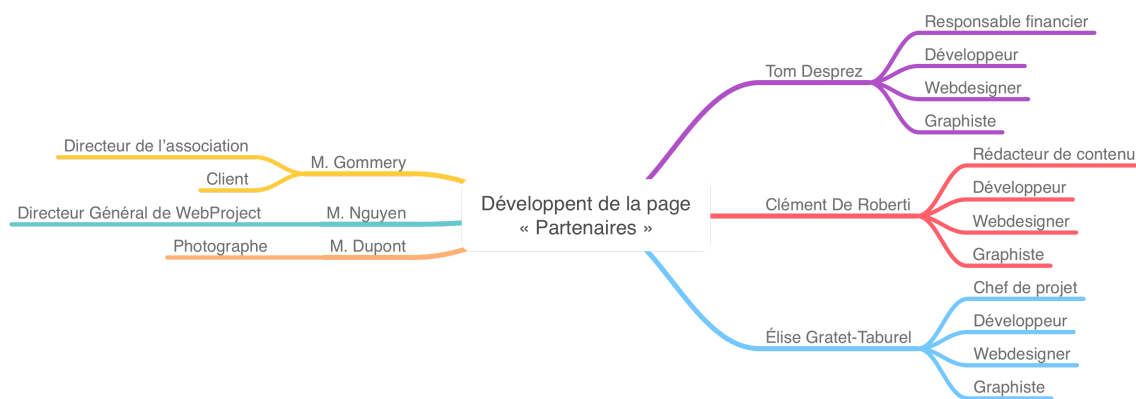 Développent de la page
« Partenaires »
Tom Desprez
Responsable financier
Développeur
Webdesigner
Graphiste
Clément De Roberti
Rédacteur de contenu
Développeur
Webdesigner
Graphiste
Élise Gratet-Taburel
Chef de projet
Développeur
Webdesigner
Graphiste
M. Gommery
Directeur de l’association
Client
M. Nguyen
Directeur Général de WebProject
M. Dupont
Photographe